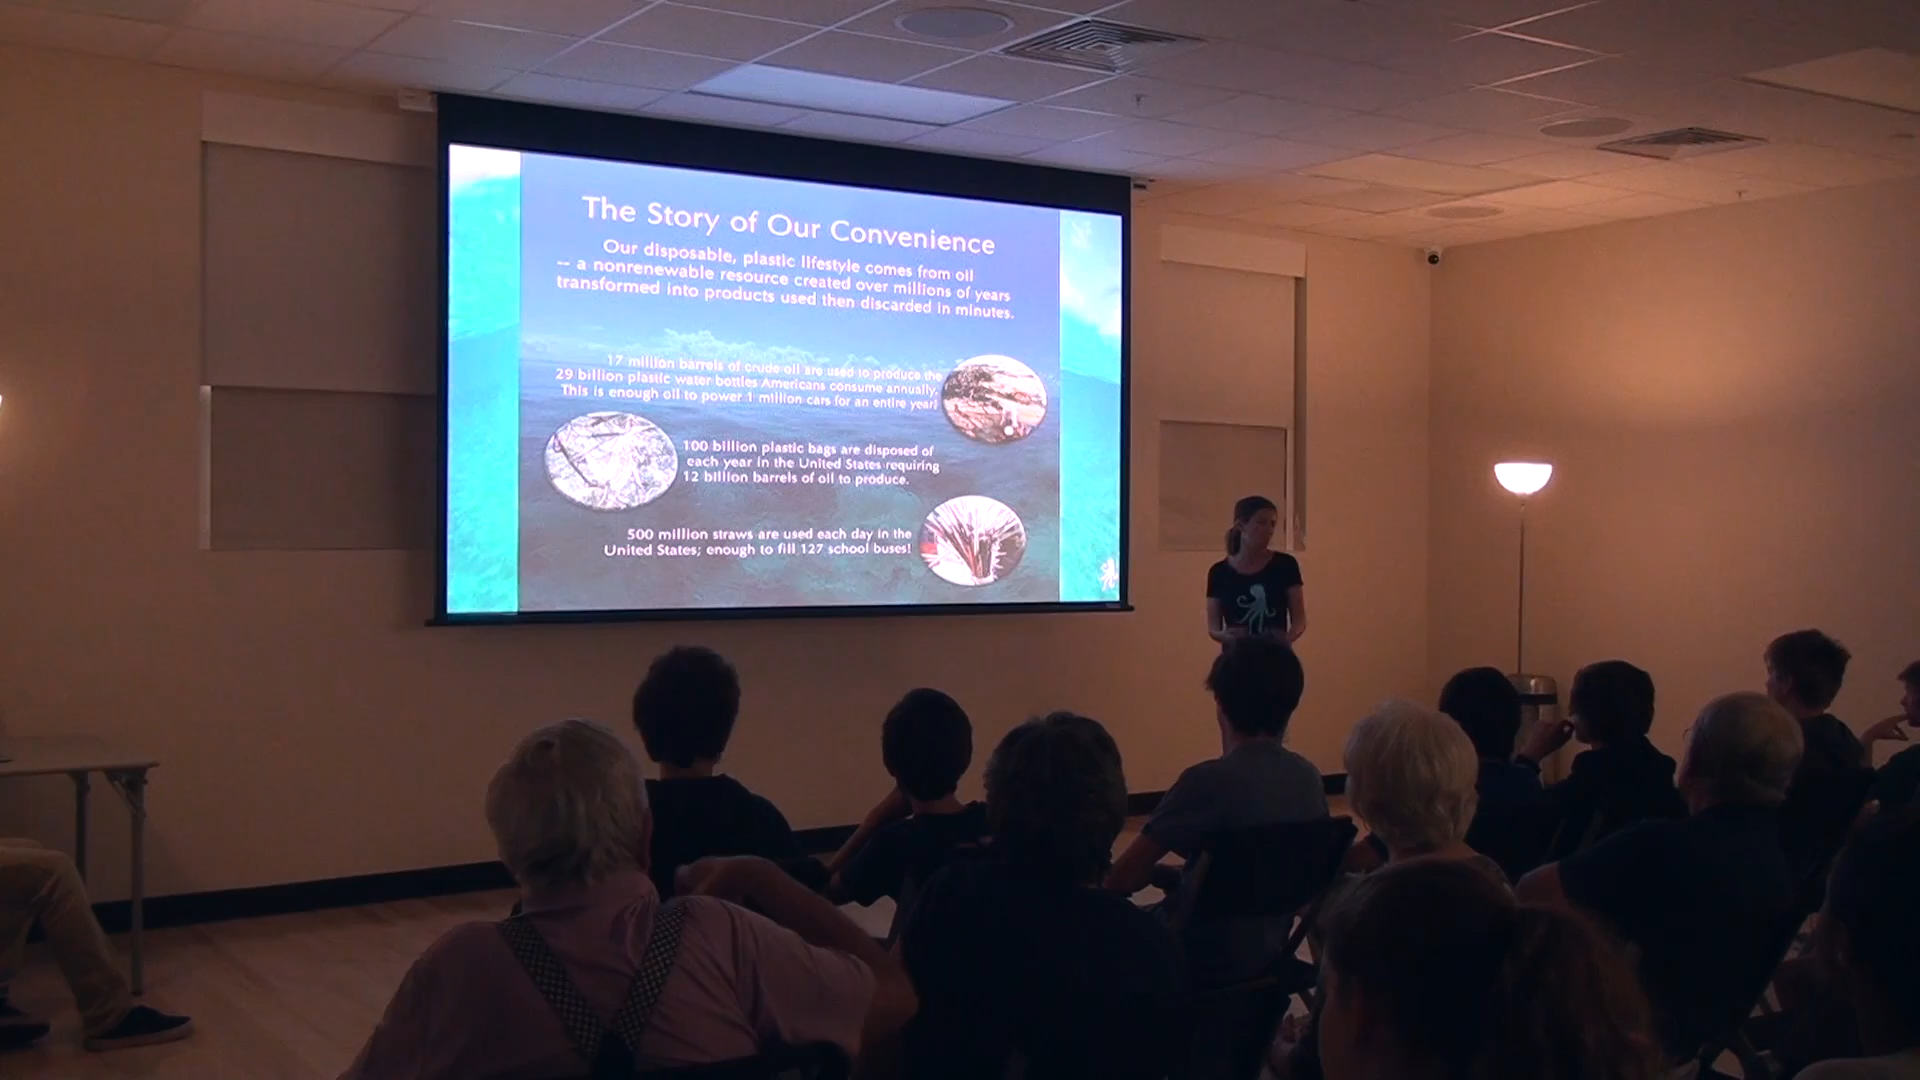 The Story of Our Convenience
Our disposable, plastic lifestyle comes from oil
-- a nonrenewable resource created over millions of years
transformed into products used then discarded in minutes.
17 million barrels of crude oil are used to produce the
29 billion plastic water bottles Americans consume annually.
This is enough oil to power 1 million cars for an entire year!
100 billion plastic bags are disposed of
each year in the United States requiring
12 billion barrels of oil to produce.
500 million straws are used each day in the
United States; enough to fill 127 school buses!